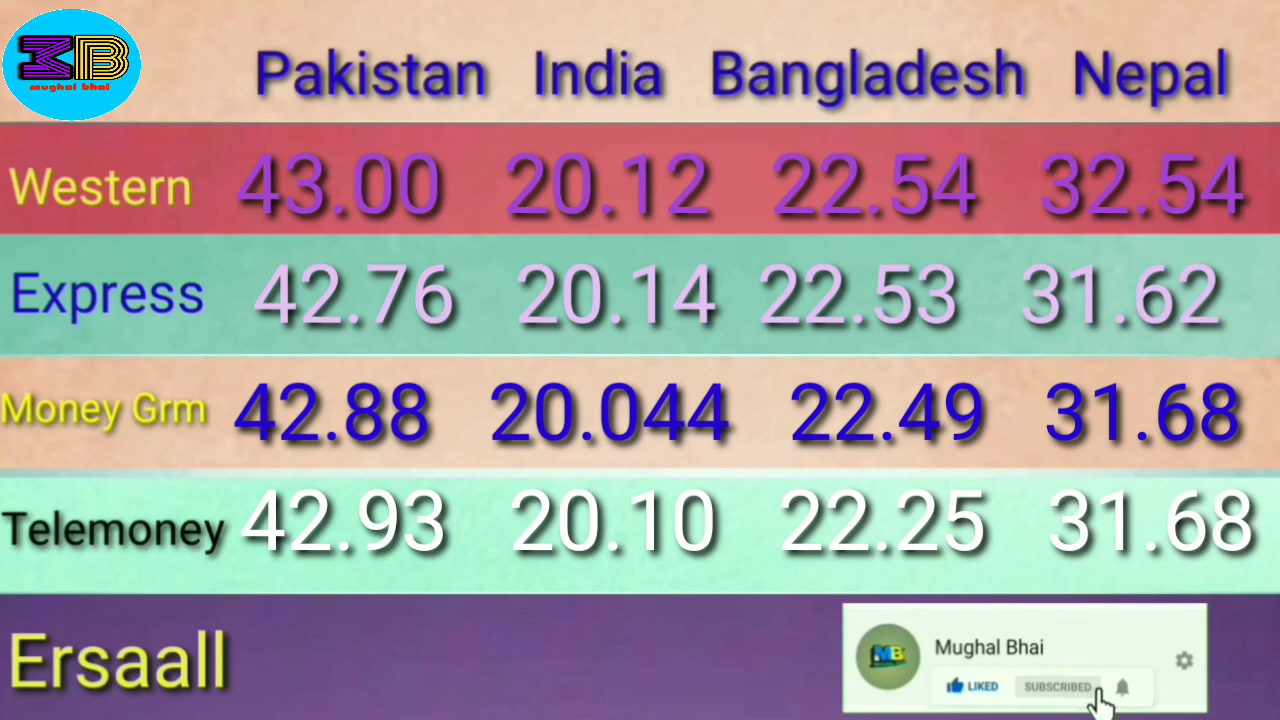 MB
mughal bhai
Pakistan India Bangladesh Nepal
Western 43.00 20.12 22.54 32.54
Express 42.76 20.14 22.53 31.62
Money Grm 42.88 20.044 22.49 31.68
Telemoney 42.93 20.10 22.25 31.68
Ersaall
MB
Mughal Bhai
LIKED SUBSCRIBED